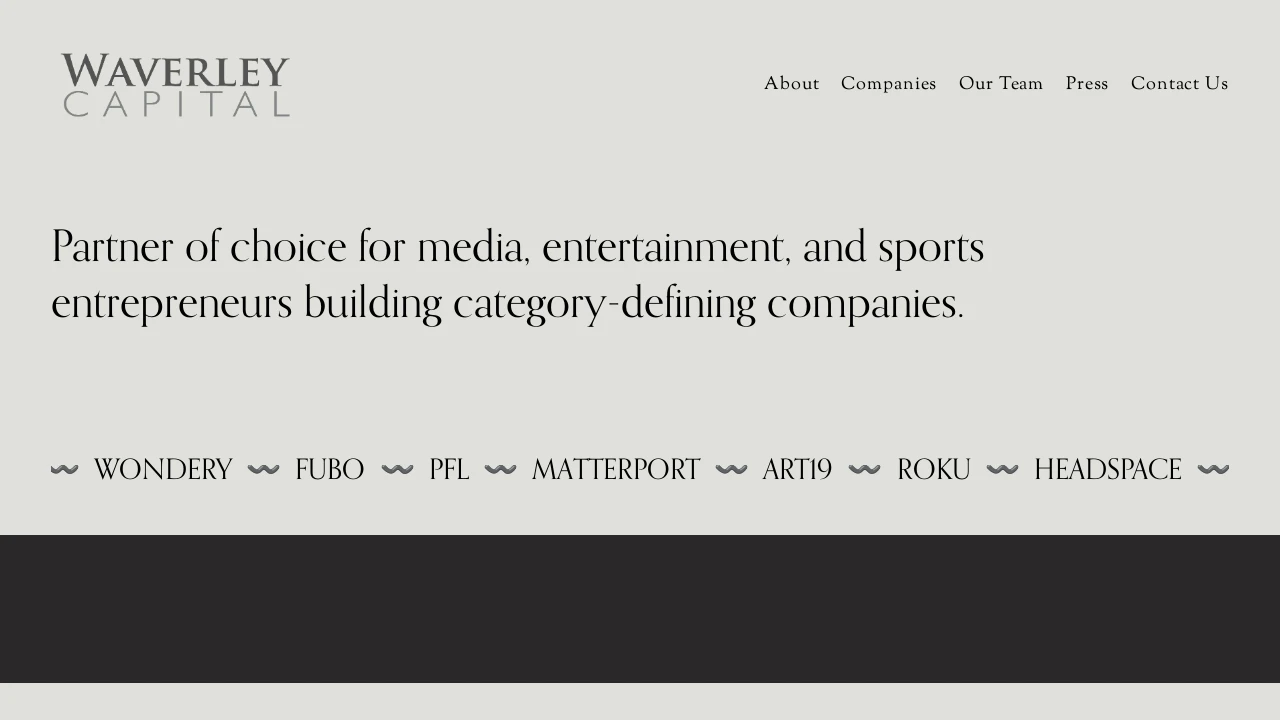 WAVERLEY
CAPITAL
About Companies Our Team Press Contact Us
Partner of choice for media, entertainment, and sports
entrepreneurs building category-defining companies.
WONDERY FUBO PFL MATTERPORT ART19 ROKU HEADSPACE